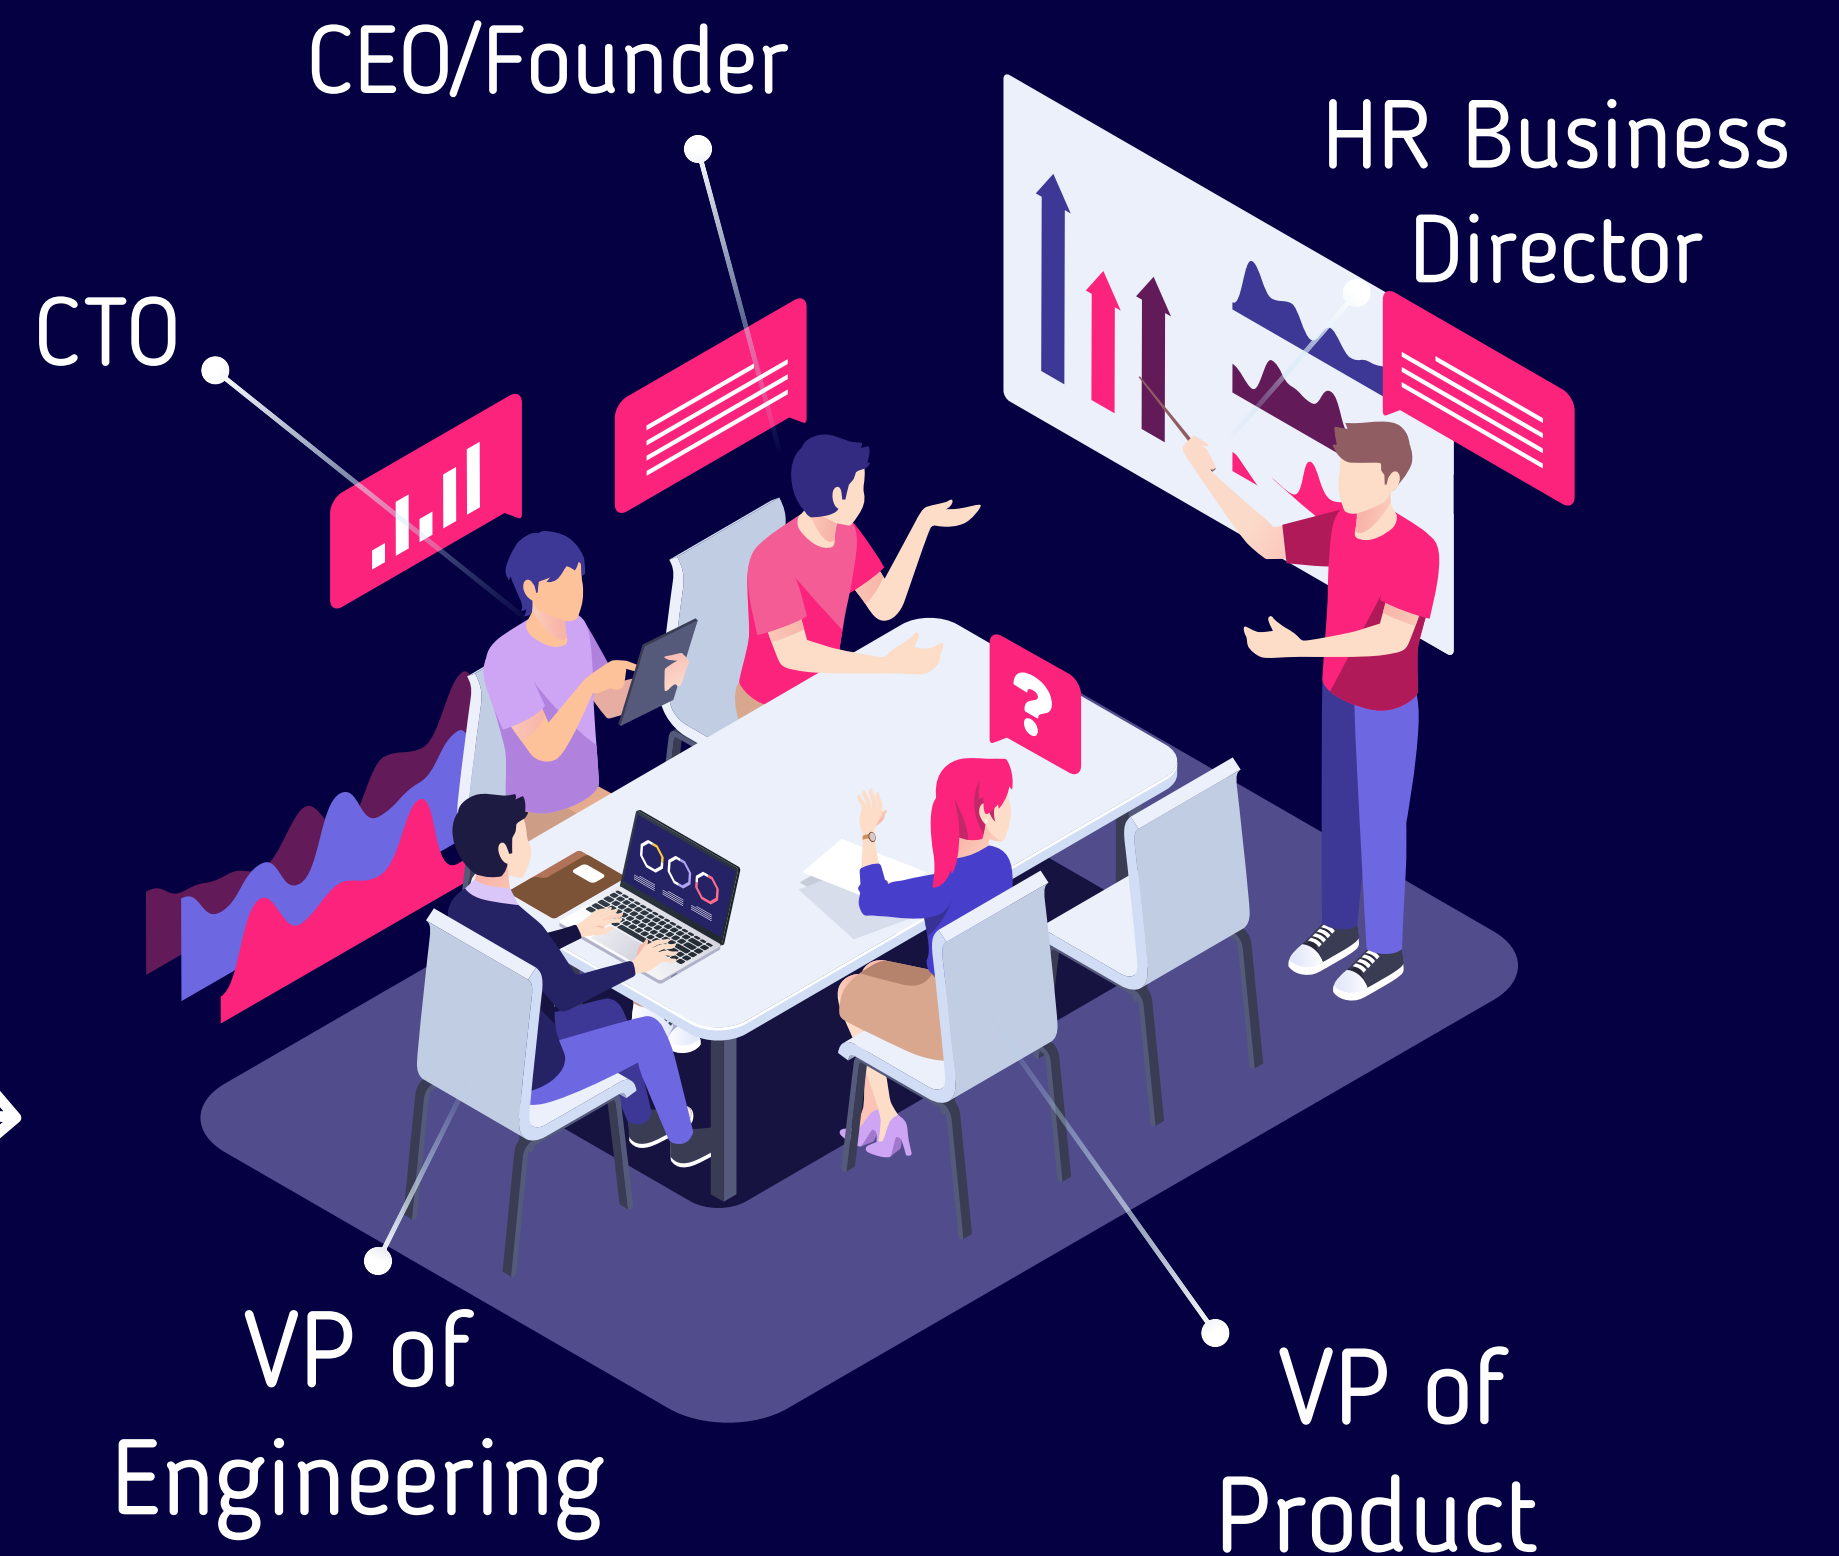 CEO/Founder
HR Business
Director
CTO
?
VP of
Engineering
VP of
Product